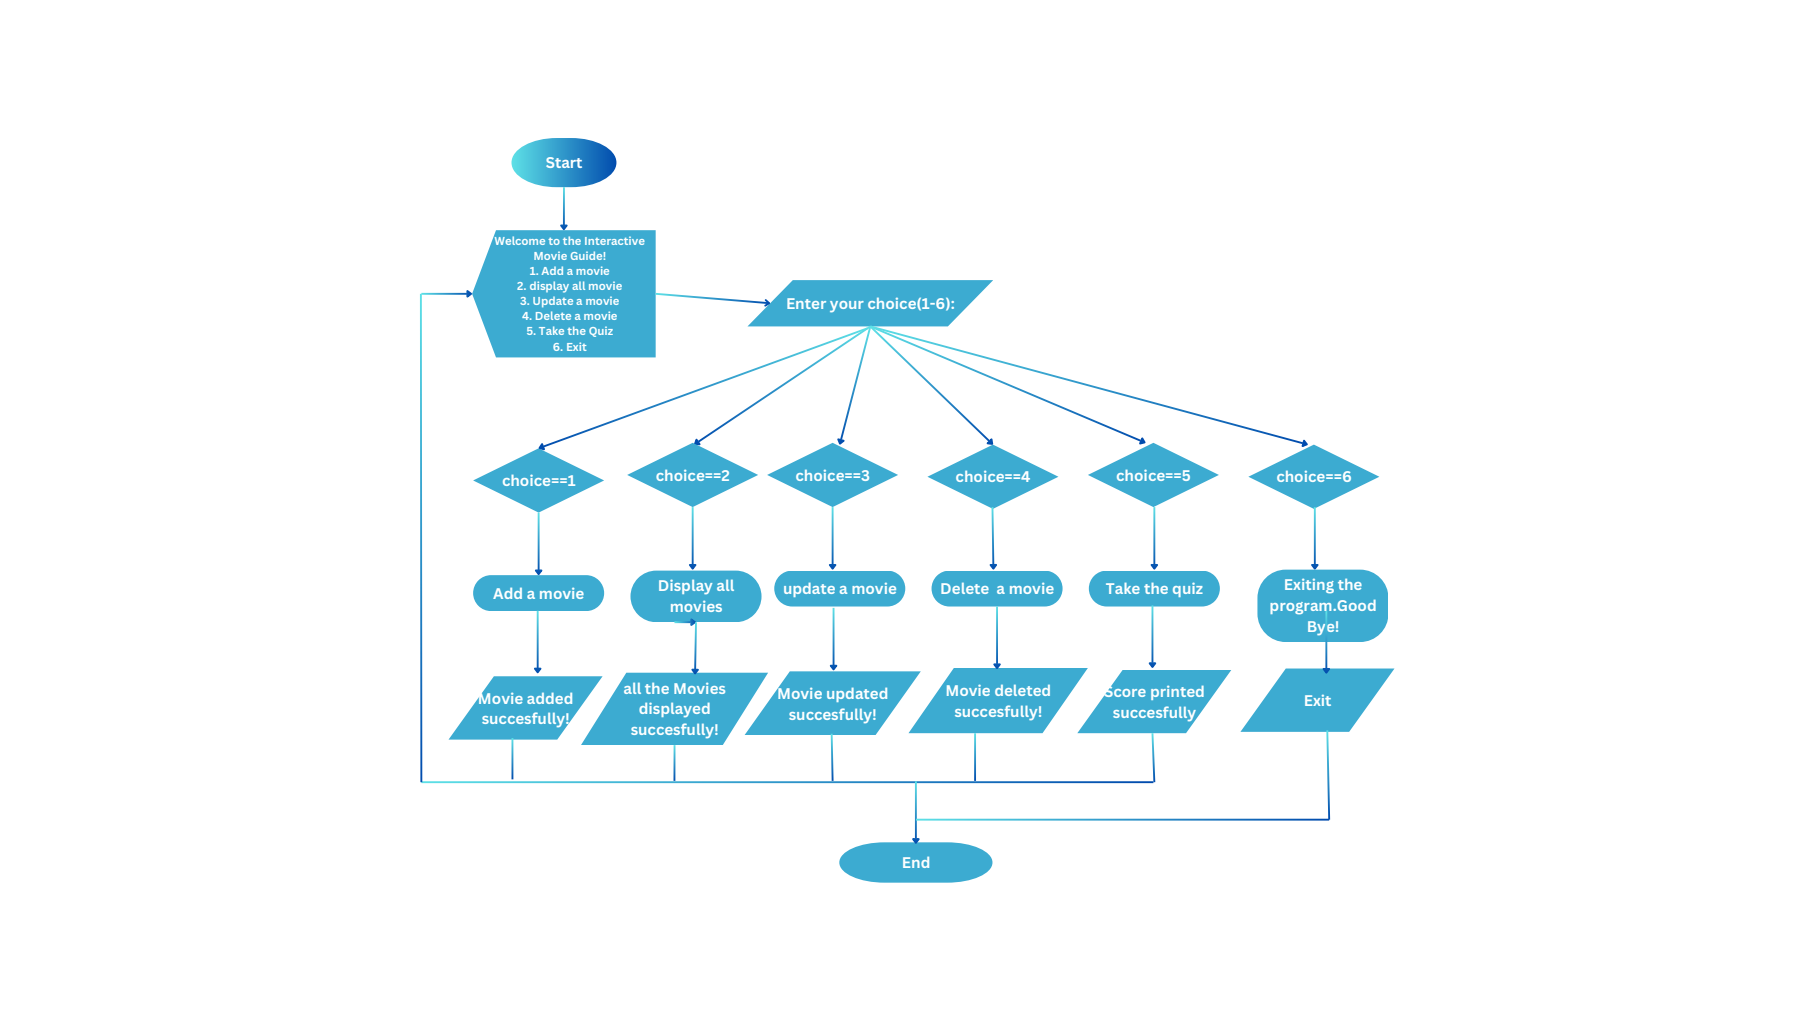 Start
Welcome to the Interactive
Movie Guide!
1. Add a movie
2. display all movie
3. Update a movie
4. Delete a movie
5. Take the Quiz
6. Exit
Enter your choice(1-6):
choice==1
choice==2
choice==3
choice==4
choice==5
choice==6
Add a movie
Display all
movies
update a movie
Delete  a movie
Take the quiz
Exiting the
program.Good
Bye!
Movie added
succesfully!
all the Movies
displayed
succesfully!
Movie updated
succesfully!
Movie deleted
succesfully!
Score printed
succesfully
Exit
End